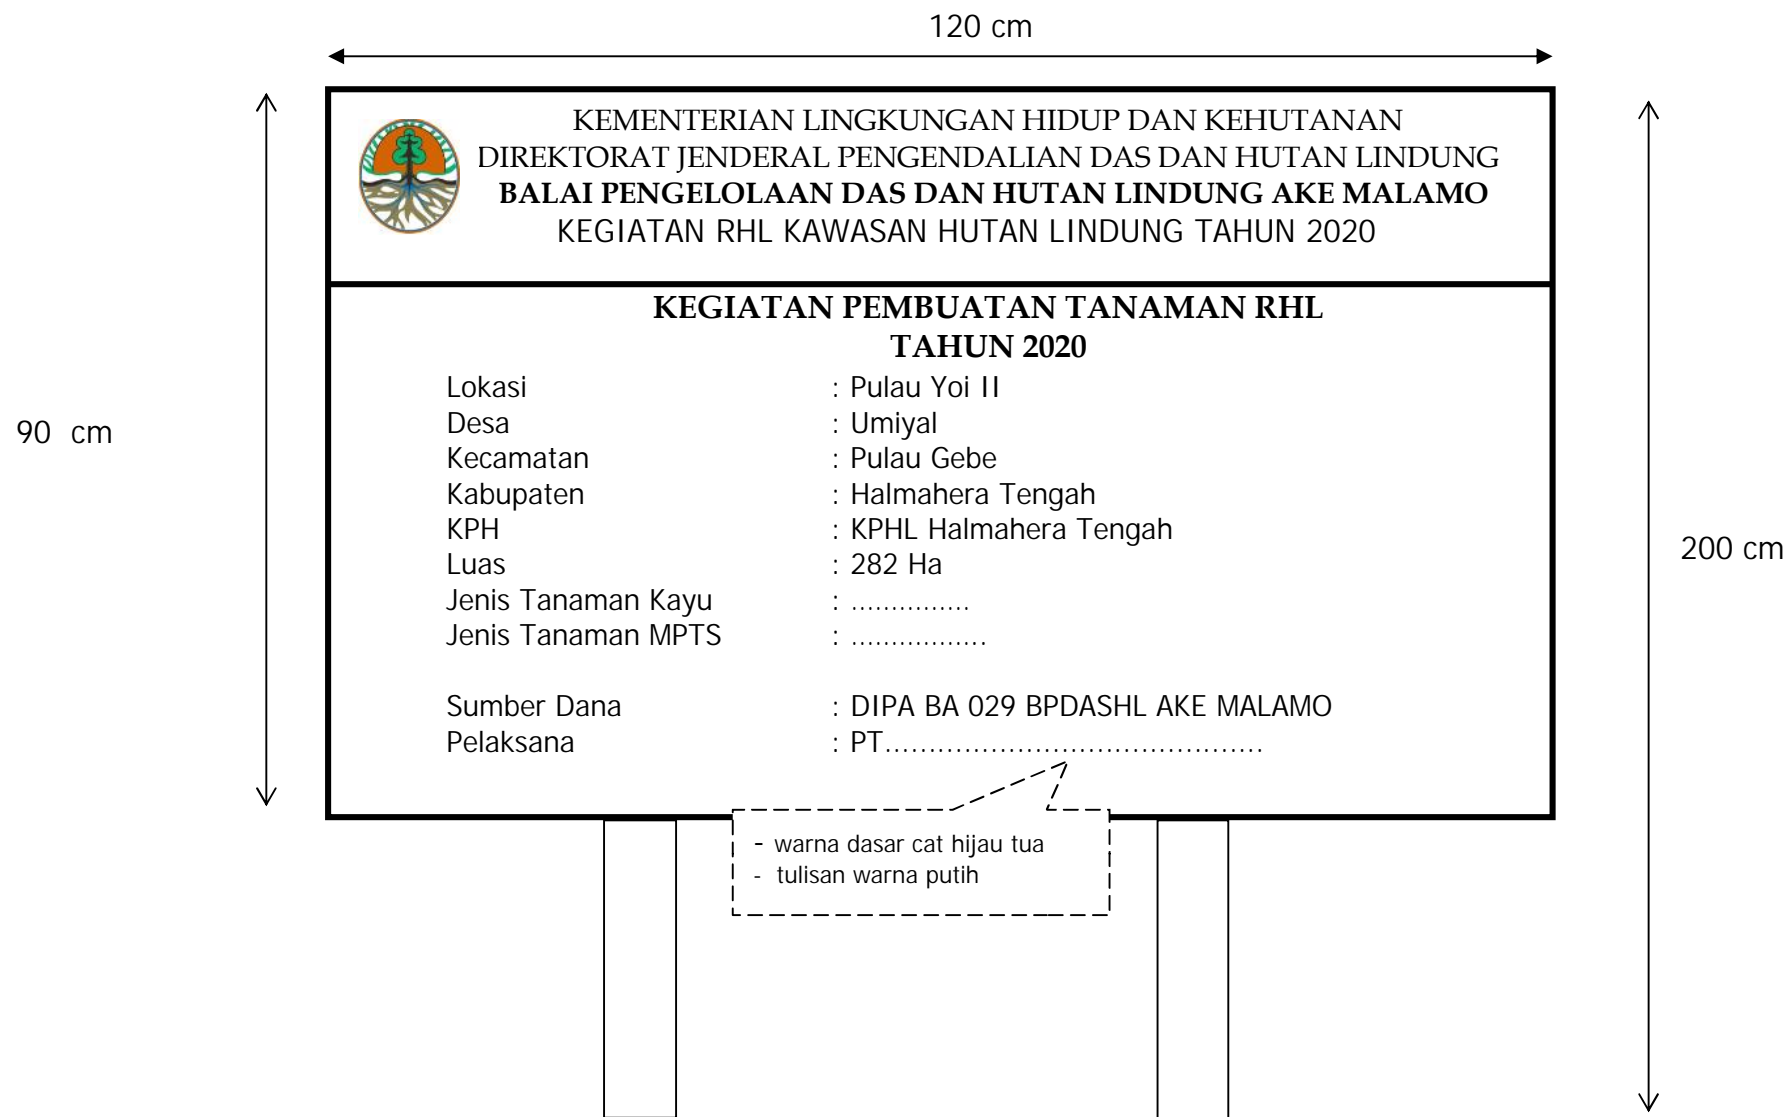 120 cm
KEMENTERIAN LINGKUNGAN HIDUP DAN KEHUTANAN
DIREKTORAT JENDERAL PENGENDALIAN DAS DAN HUTAN LINDUNG
BALAI PENGELOLAAN DAS DAN HUTAN LINDUNG AKE MALAMO
KEGIATAN RHL KAWASAN HUTAN LINDUNG TAHUN 2020
KEGIATAN PEMBUATAN TANAMAN RHL
TAHUN 2020
Lokasi : Pulau Yoi II
Desa : Umiyal
Kecamatan : Pulau Gebe
Kabupaten : Halmahera Tengah
KPH : KPHL Halmahera Tengah
Luas : 282 Ha
Jenis Tanaman Kayu : ...............
Jenis Tanaman MPTS : .................
Sumber Dana : DIPA BA 029 BPDASHL AKE MALAMO
Pelaksana : PT...........................................
- warna dasar cat hijau tua
- tulisan warna putih
90 cm
200 cm